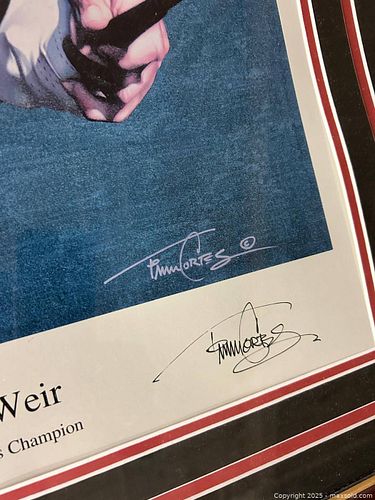 Tim Cortes ©
Tim Cortes
Weir
s Champion
Copyright 2025 - maxsold.com